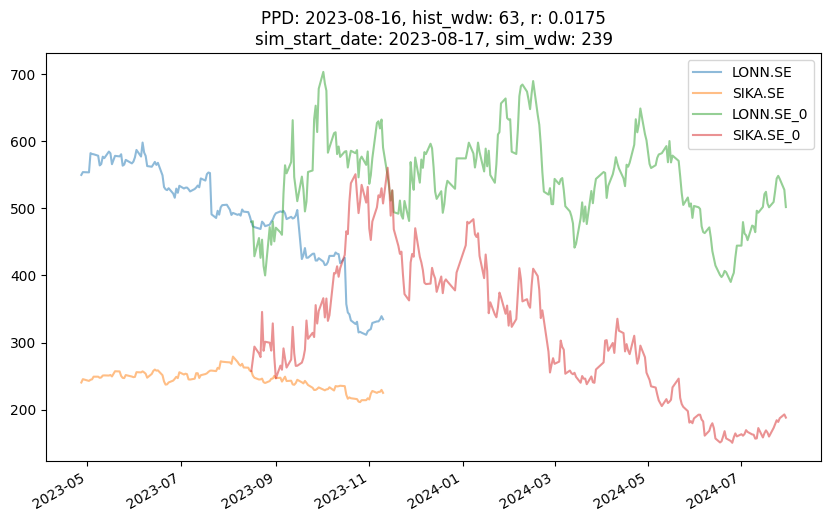 PPD: 2023-08-16, hist_wdw: 63, r: 0.0175
sim_start_date: 2023-08-17, sim_wdw: 239
LONN.SE
SIKA.SE
LONN.SE_0
SIKA.SE_0
700
600
500
400
300
200
2023-05
2023-07
2023-09
2023-11
2024-01
2024-03
2024-05
2024-07